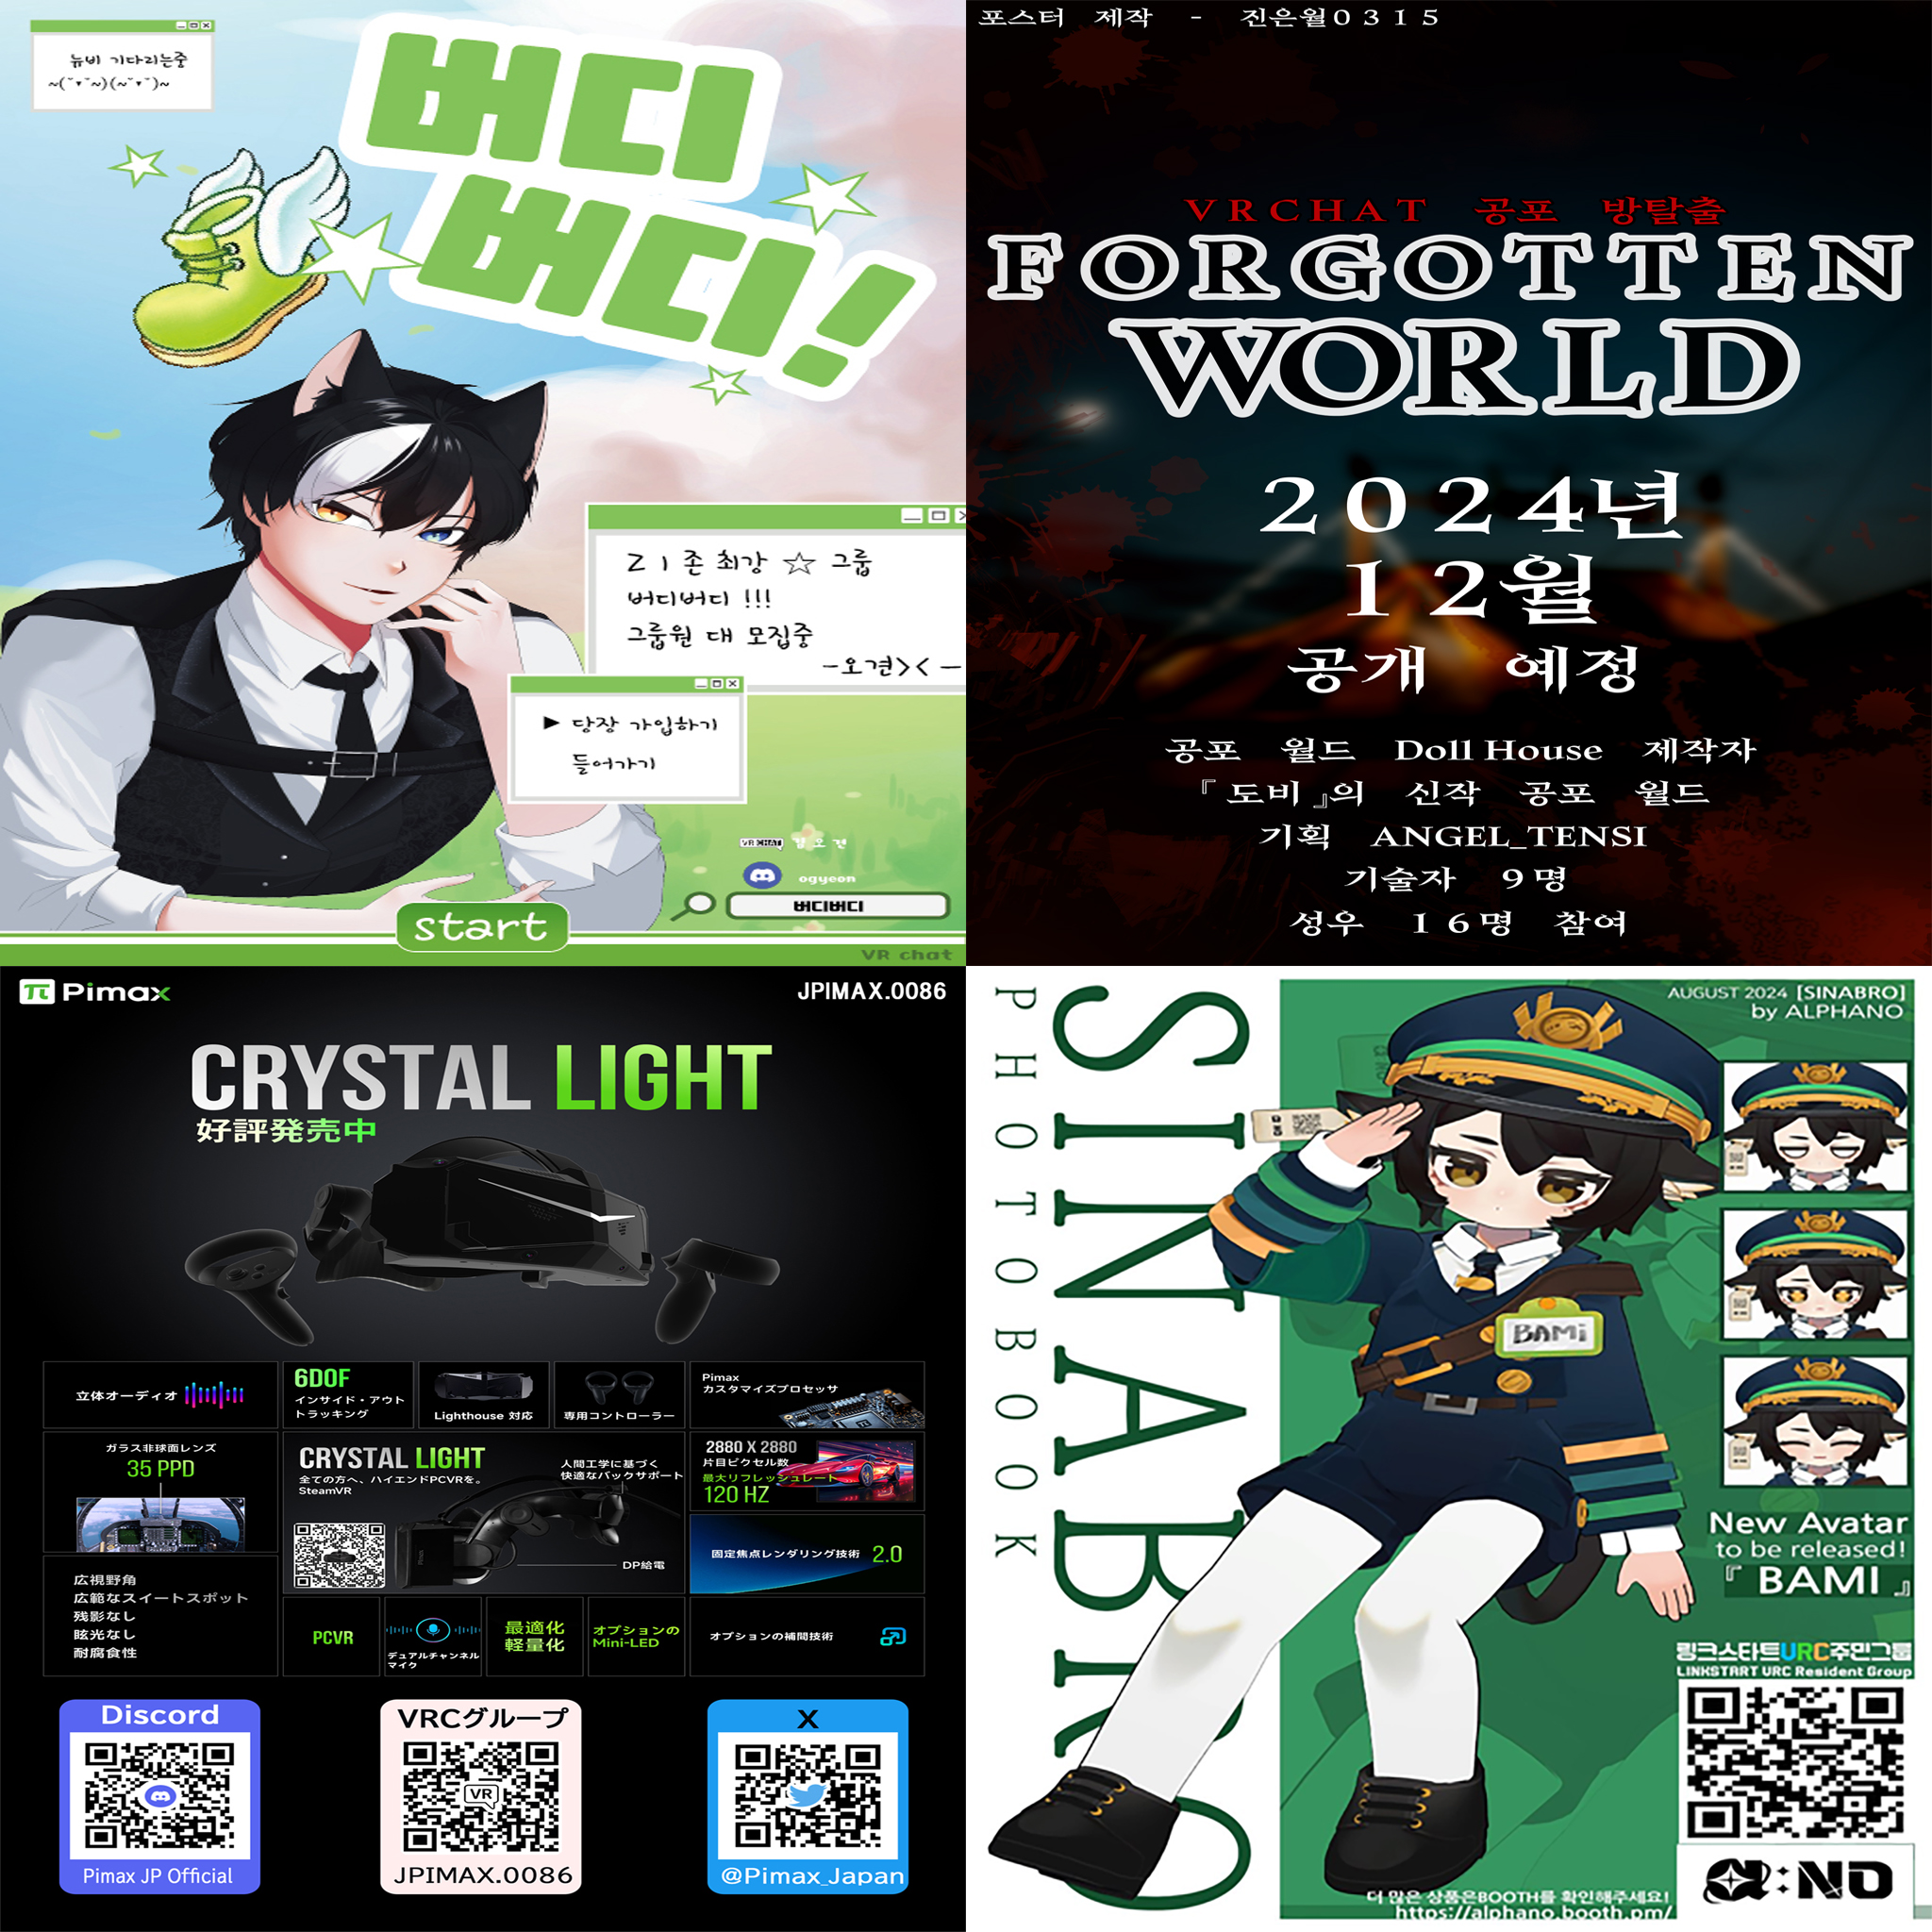 뉴비 기다리는중
~(˘▾˘~)(~˘▾˘)~
버디
버디!
Z 1 존 최강 ☆ 그룹
버디버디 !!!
그룹원 대 모집중
-오견>< -
▶ 당장 가입하기
들어가기
VRCHAT 김오견
ogyeon
버디버디
start
VR chat
포스터 제작 - 진은월0315
VRCHAT 공포 방탈출
FORGOTTEN
WORLD
2024년
12월
공개 예정
공포 월드 Doll House 제작자
『도비』의 신작 공포 월드
기획 ANGEL_TENSI
기술자 9명
성우 16명 참여
Pimax
JPIMAX.0086
CRYSTAL LIGHT
好評発売中
立体オーディオ
6DOF
インサイド・アウト
トラッキング
Lighthouse 対応
専用コントローラー
Pimax
カスタマイズプロセッサ
ガラス非球面レンズ
35 PPD
CRYSTAL LIGHT
全ての方へ、ハイエンドPCVRを。
SteamVR
人間工学に基づく
快適なバックサポート
DP給電
2880 X 2880
片目ピクセル数
最大リフレッシュレート
120 HZ
固定焦点レンダリング技術 2.0
広視野角
広範なスイートスポット
残影なし
眩光なし
耐腐食性
PCVR
デュアルチャンネル
マイク
最適化
軽量化
オプションの
Mini-LED
オプションの補間技術
Discord
Pimax JP Official
VRCグループ
VR
JPIMAX.0086
X
@Pimax_Japan
PHOTOBOOK
SINABRO
AUGUST 2024 [SINABRO]
by ALPHANO
BAMi
New Avatar
to be released!
『 BAMI 』
링크스타트URC주민그룹
LINKSTART URC Resident Group
α:NO
더 많은 상품은BOOTH를 확인해주세요!
https://alphano.booth.pm/